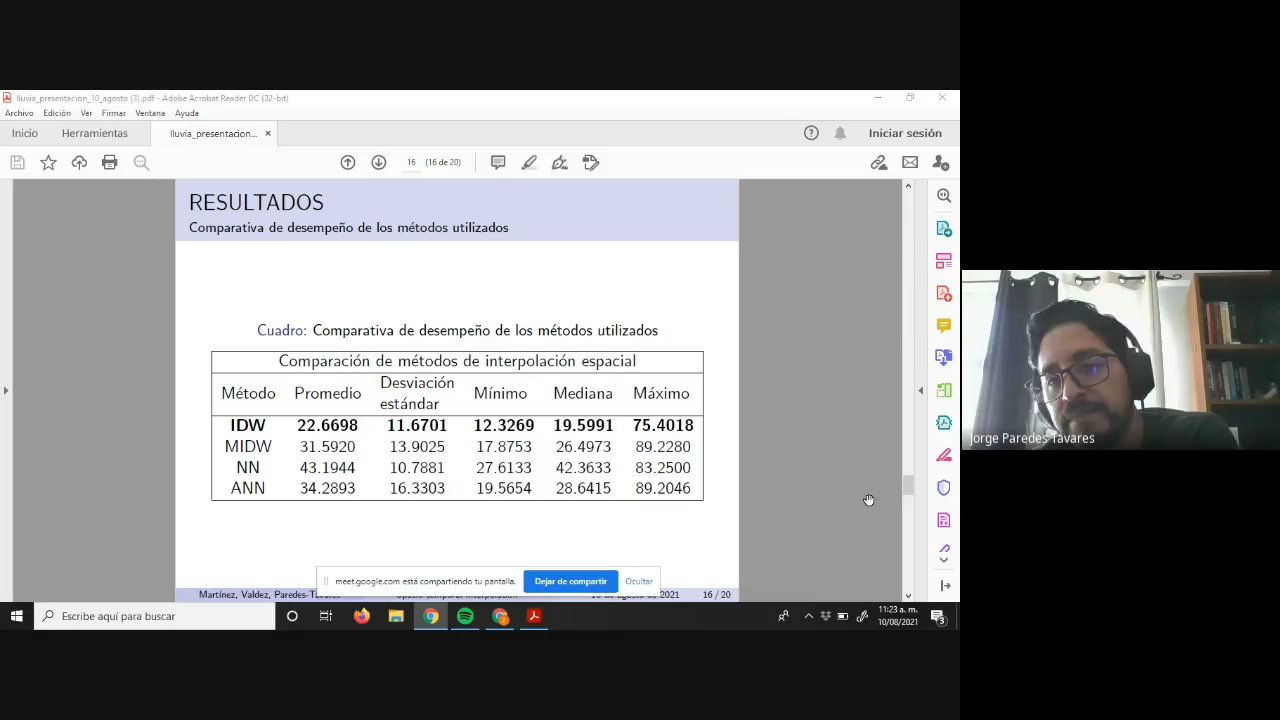 lluvia_presentacion_10_agosto (3).pdf - Adobe Acrobat Reader DC (32-bit)
Archivo Edición Ver Firmar Ventana Ayuda
Inicio Herramientas lluvia_presentacion... × Iniciar sesión
16 (16 de 20)
RESULTADOS
Comparativa de desempeño de los métodos utilizados
Cuadro: Comparativa de desempeño de los métodos utilizados
Comparación de métodos de interpolación espacial
Método Promedio Desviación estándar Mínimo Mediana Máximo
IDW 22.6698 11.6701 12.3269 19.5991 75.4018
MIDW 31.5920 13.9025 17.8753 26.4973 89.2280
NN 43.1944 10.7881 27.6133 42.3633 83.2500
ANN 34.2893 16.3303 19.5654 28.6415 89.2046
Jorge Paredes Tavares
meet.google.com está compartiendo tu pantalla. Dejar de compartir Ocultar
Martínez, Valdez, Paredes-Tavares 10 de agosto de 2021 16 / 20
Escribe aquí para buscar
11:23 a. m.
10/08/2021
3